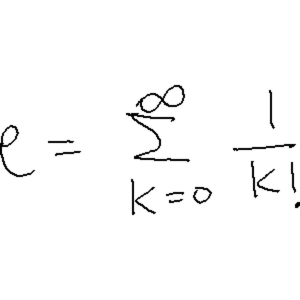 e = ∑_{k=0}^{∞} 1/k!